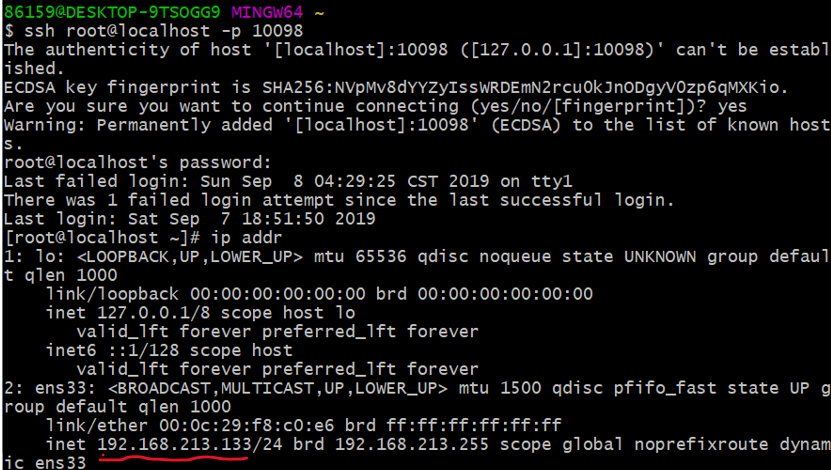 86159@DESKTOP-9TSOGG9 MINGW64 ~
$ ssh root@localhost -p 10098
The authenticity of host '[localhost]:10098 ([127.0.0.1]:10098)' can't be establ
ished.
ECDSA key fingerprint is SHA256:NVpMv8dYYZyIssWRDEmN2rcu0kJnODgyV0zp6qMXKio.
Are you sure you want to continue connecting (yes/no/[fingerprint])? yes
Warning: Permanently added '[localhost]:10098' (ECDSA) to the list of known host
s.
root@localhost's password:
Last failed login: Sun Sep  8 04:29:25 CST 2019 on tty1
There was 1 failed login attempt since the last successful login.
Last login: Sat Sep  7 18:51:50 2019
[root@localhost ~]# ip addr
1: lo: <LOOPBACK,UP,LOWER_UP> mtu 65536 qdisc noqueue state UNKNOWN group defaul
t qlen 1000
    link/loopback 00:00:00:00:00:00 brd 00:00:00:00:00:00
    inet 127.0.0.1/8 scope host lo
       valid_lft forever preferred_lft forever
    inet6 ::1/128 scope host
       valid_lft forever preferred_lft forever
2: ens33: <BROADCAST,MULTICAST,UP,LOWER_UP> mtu 1500 qdisc pfifo_fast state UP g
roup default qlen 1000
    link/ether 00:0c:29:f8:c0:e6 brd ff:ff:ff:ff:ff:ff
    inet 192.168.213.133/24 brd 192.168.213.255 scope global noprefixroute dynam
ic ens33